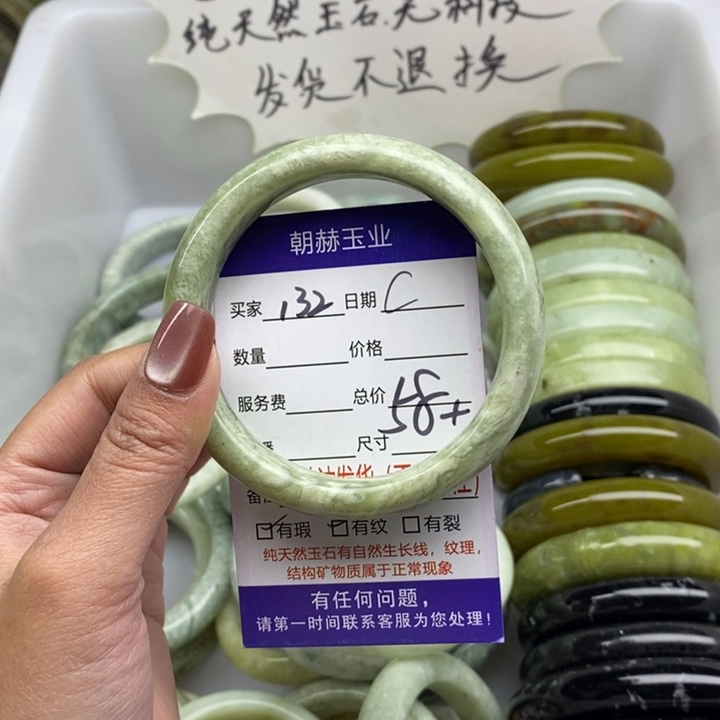 纯天然玉石.无
发货不退换
朝赫玉业
买家 132 日期 C
数量 价格
服务费 总价
58+
尺寸
有瑕 有纹 有裂
纯天然玉石有自然生长线，纹理，
结构矿物质属于正常现象
有任何问题，
请第一时间联系客服为您处理！